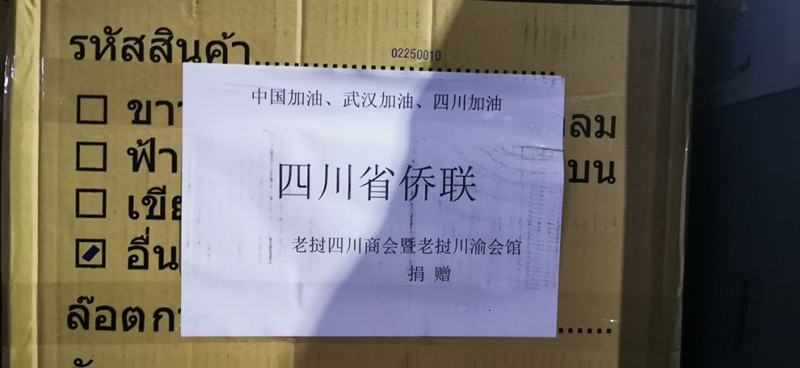 รหัสสินค้า
02250010
中国加油、武汉加油、四川加油
四川省侨联
老挝四川商会暨老挝川渝会馆
捐 赠
ขาว
ฟ้า
เขีย
อื่น
ลม
บน
ล๊อตก